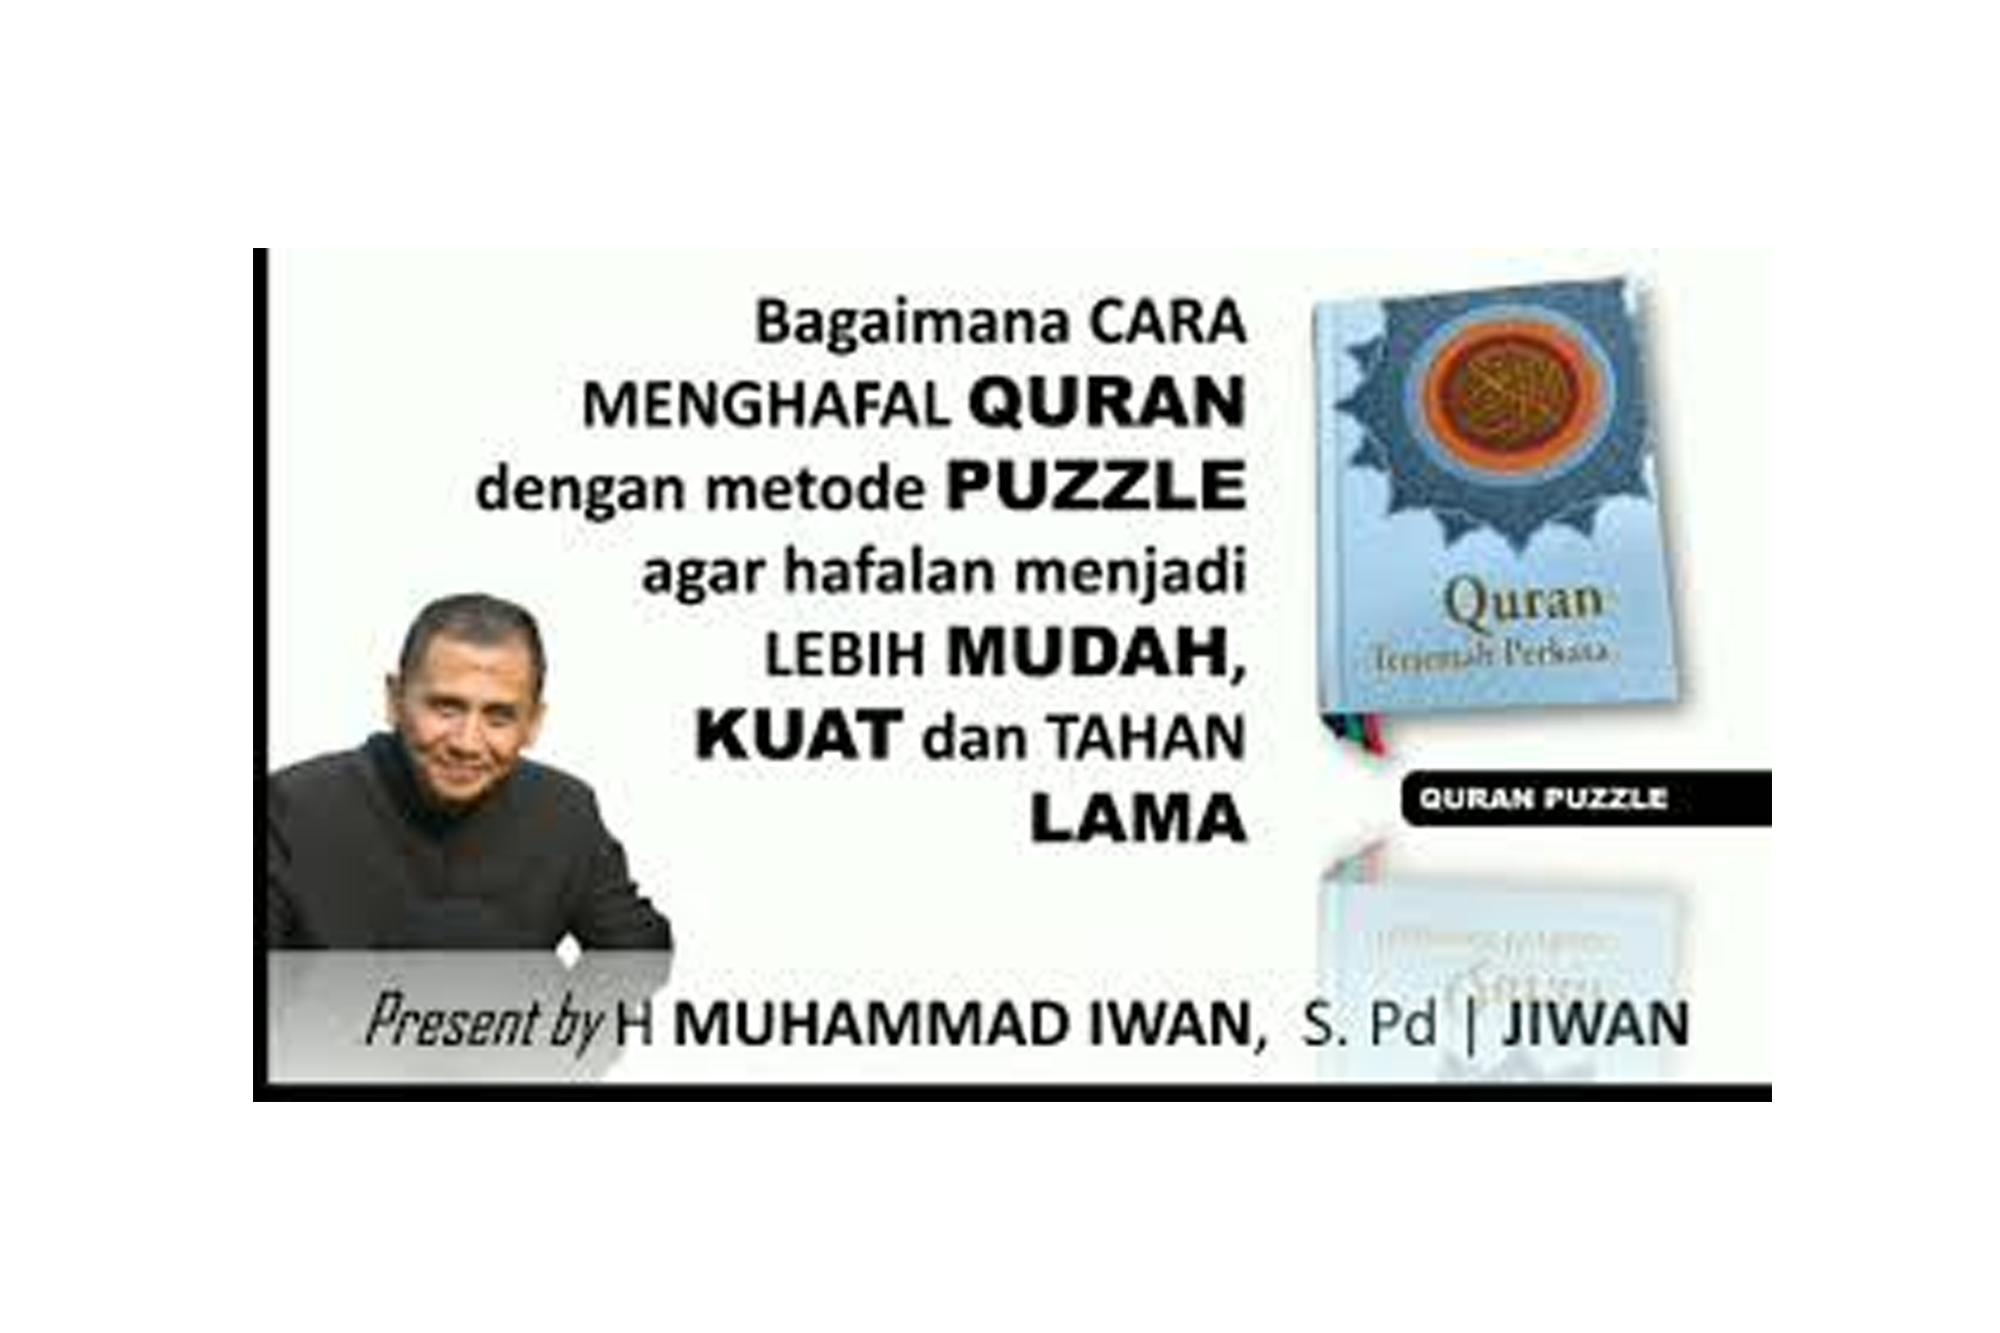 Bagaimana CARA
MENGHAFAL QURAN
dengan metode PUZZLE
agar hafalan menjadi
LEBIH MUDAH,
KUAT dan TAHAN
LAMA
Quran
Terjemah Perkata
QURAN PUZZLE
Present by H MUHAMMAD IWAN, S. Pd | JIWAN